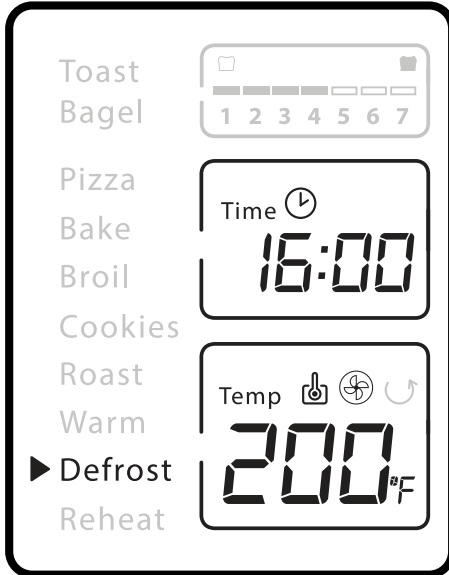 Toast
Bagel
1 2 3 4 5 6 7
Pizza
Bake
Broil
Cookies
Roast
Warm
Defrost
Reheat
Time
16:00
Temp
200°F